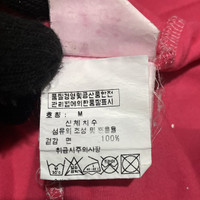 품질경영및공산품안전
관리법에의한품질표시
호칭: M
신체치수
섬유의 조성 및 혼용률
겉감 면 100%
취급시주의사항